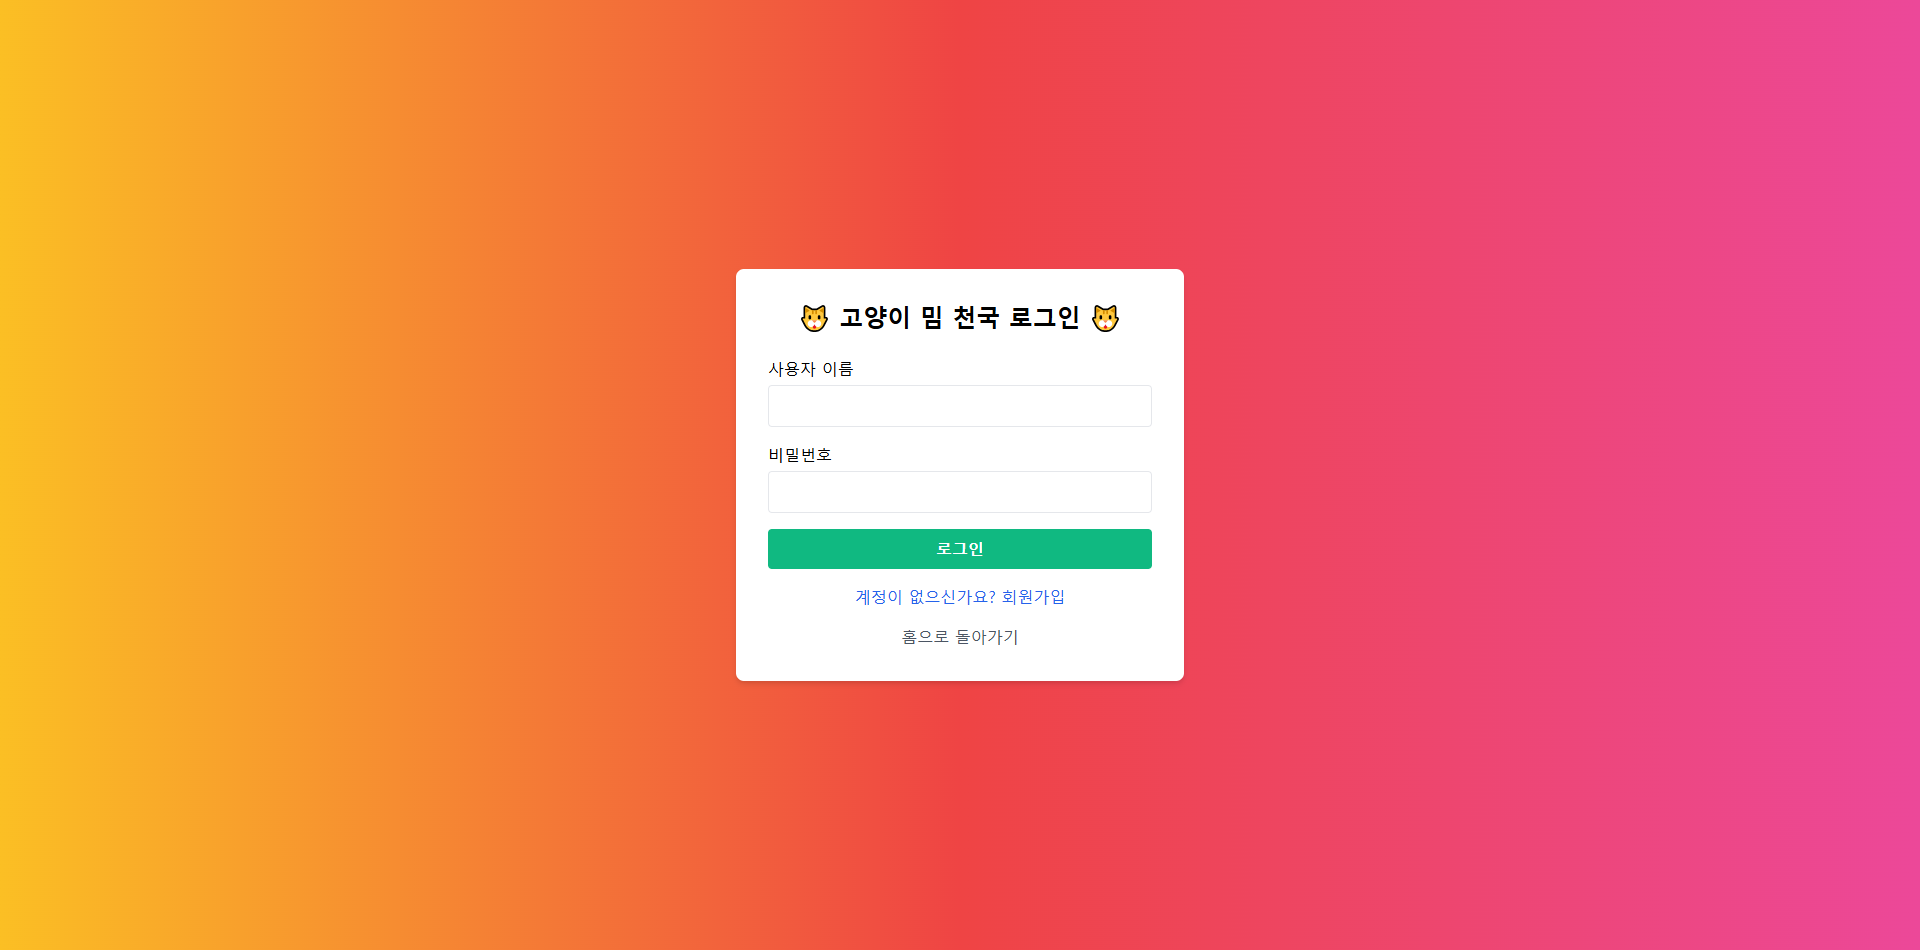 🐱 고양이 밈 천국 로그인 🐱
사용자 이름
비밀번호
로그인
계정이 없으신가요? 회원가입
홈으로 돌아가기